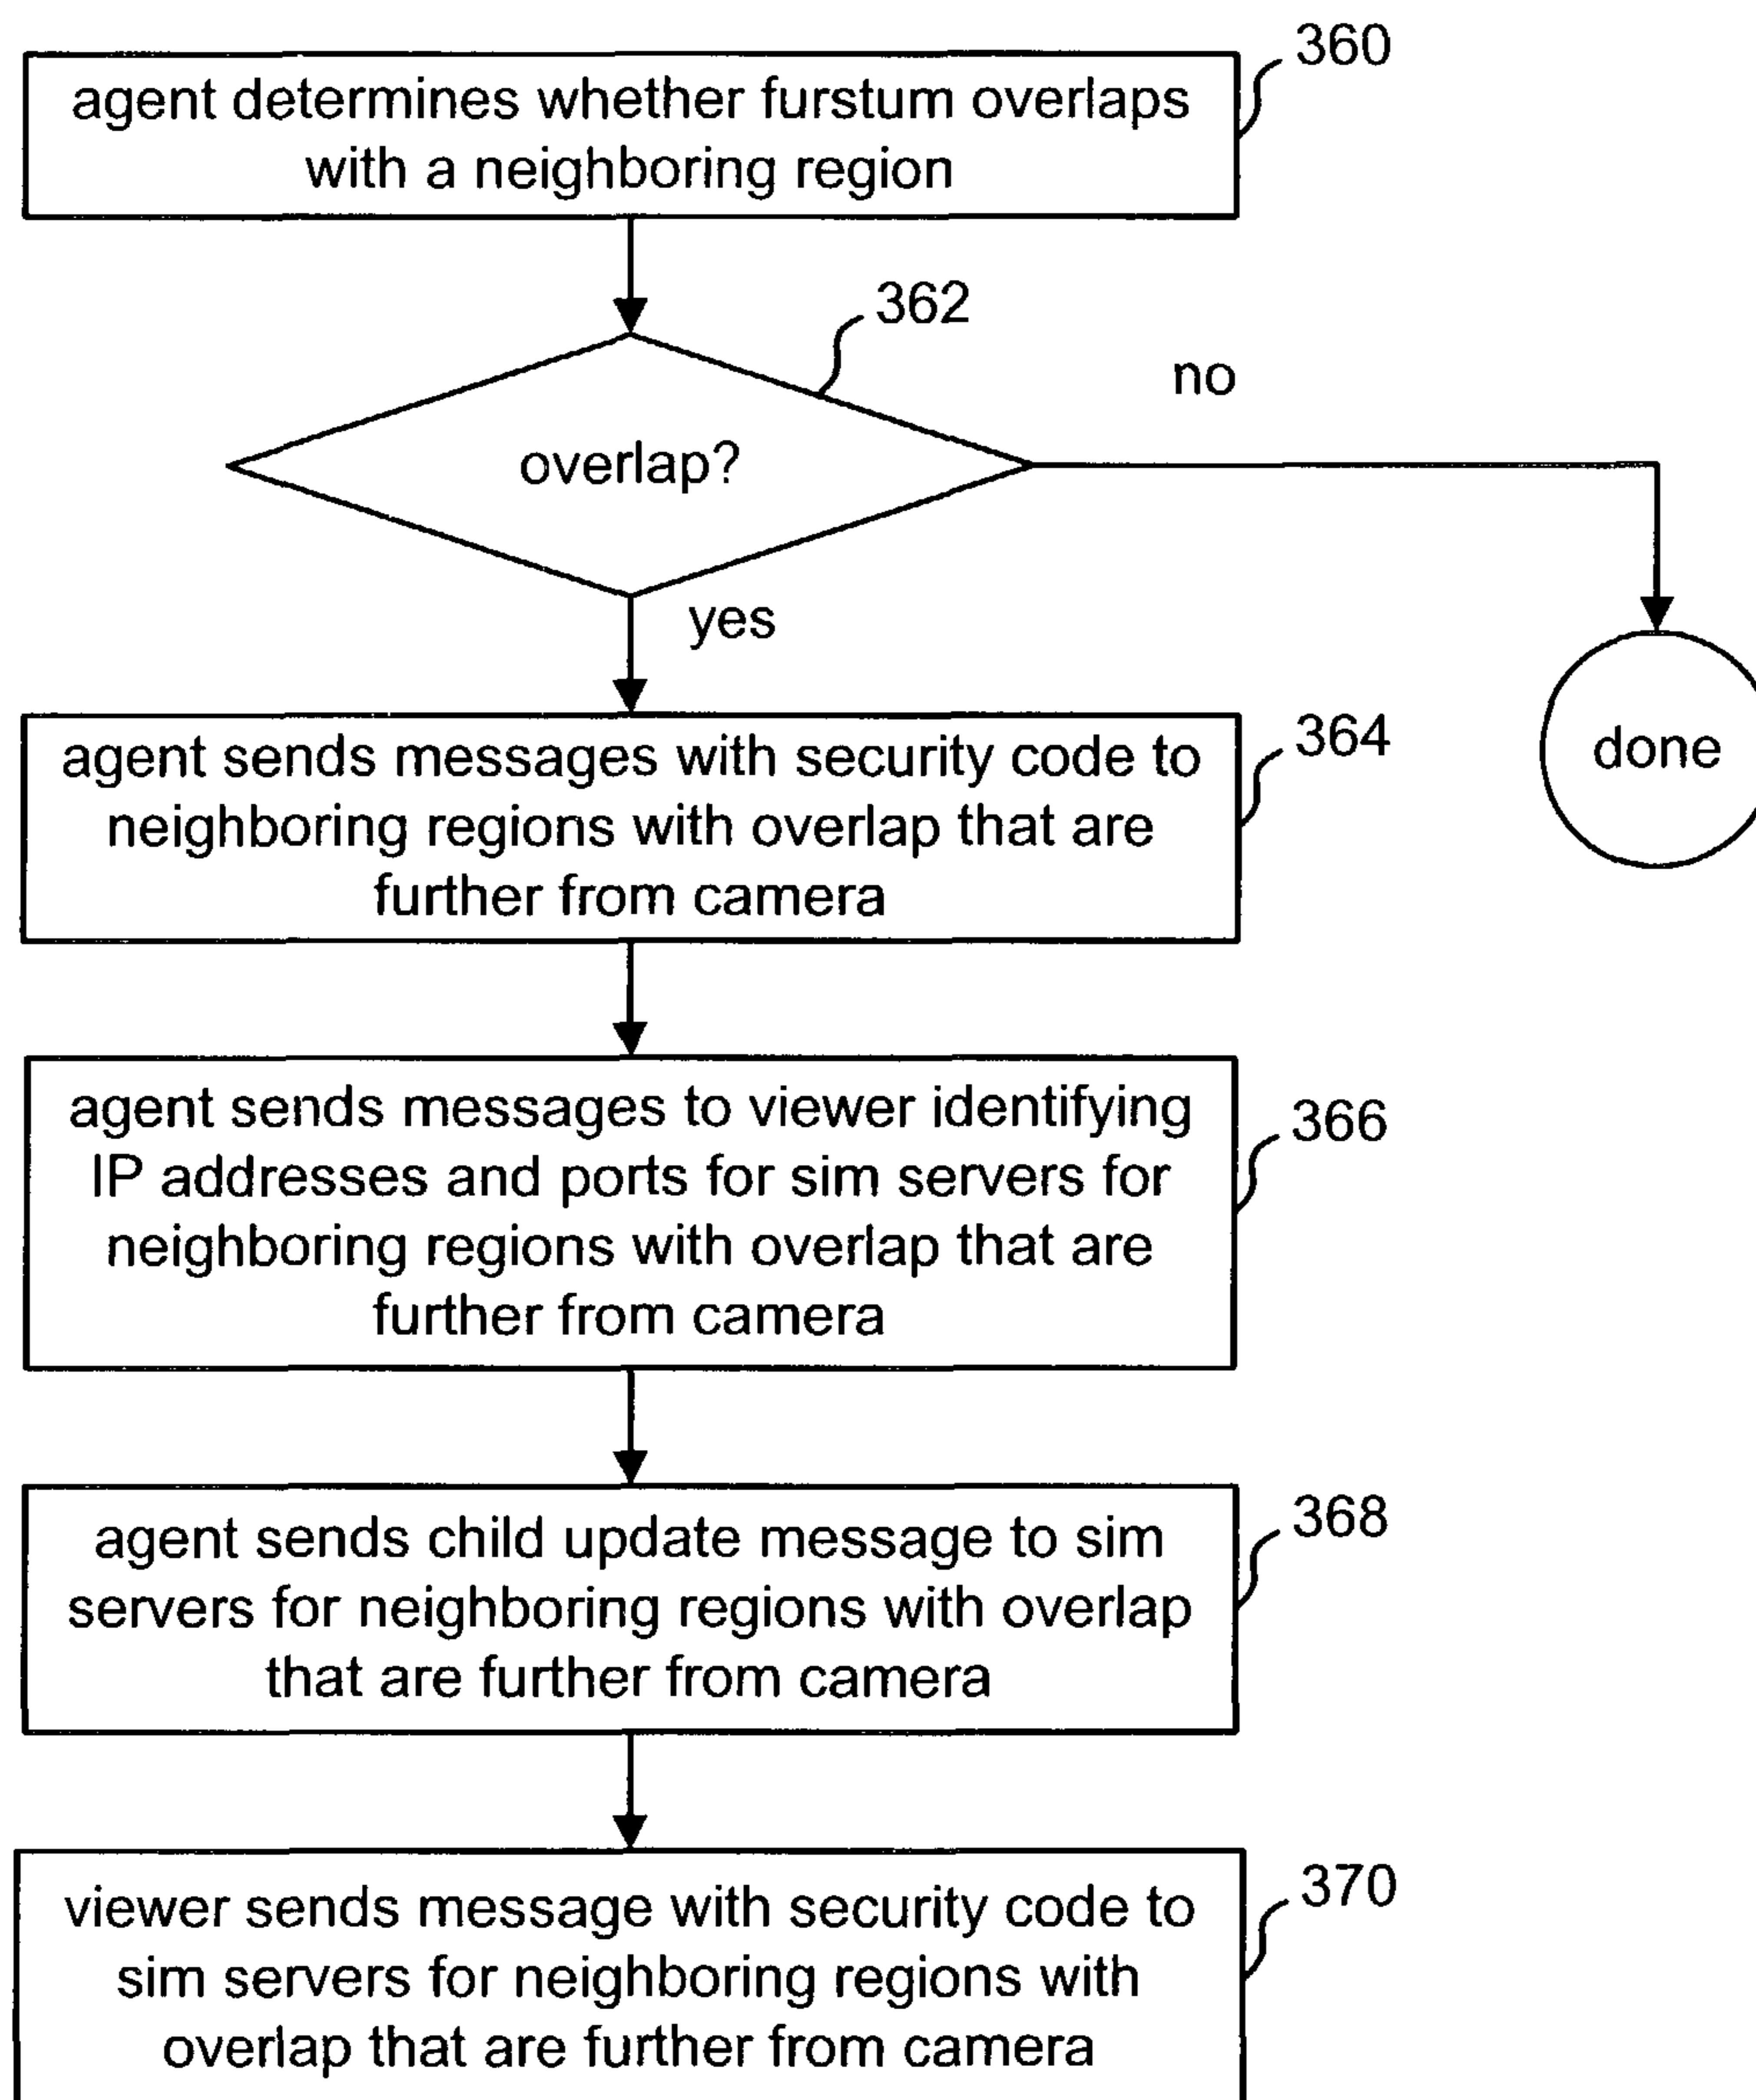 360
agent determines whether furstum overlaps
with a neighboring region
362
no
overlap?
yes
364
agent sends messages with security code to
neighboring regions with overlap that are
further from camera
done
366
agent sends messages to viewer identifying
IP addresses and ports for sim servers for
neighboring regions with overlap that are
further from camera
368
agent sends child update message to sim
servers for neighboring regions with overlap
that are further from camera
370
viewer sends message with security code to
sim servers for neighboring regions with
overlap that are further from camera